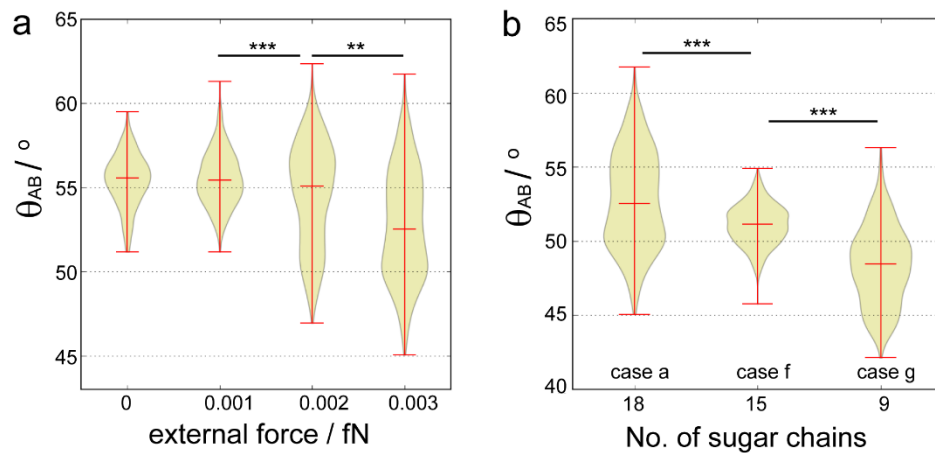 a
65
60
55
50
45
θAB/ °
*** **
0 0.001 0.002 0.003
external force / fN
b
65
60
55
50
45
40
θAB/ °
***
***
case a case f case g
18 15 9
No. of sugar chains